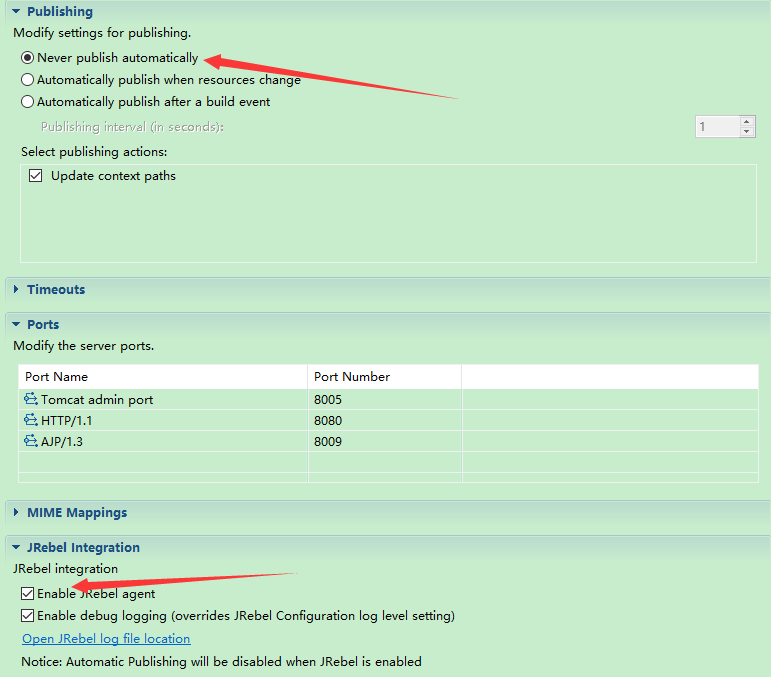 Publishing
Modify settings for publishing.
Never publish automatically
Automatically publish when resources change
Automatically publish after a build event
Publishing interval (in seconds):
1
Select publishing actions:
Update context paths
Timeouts
Ports
Modify the server ports.
Port Name Port Number
Tomcat admin port 8005
HTTP/1.1 8080
AJP/1.3 8009
MIME Mappings
JRebel Integration
JRebel integration
Enable JRebel agent
Enable debug logging (overrides JRebel Configuration log level setting)
Open JRebel log file location
Notice: Automatic Publishing will be disabled when JRebel is enabled